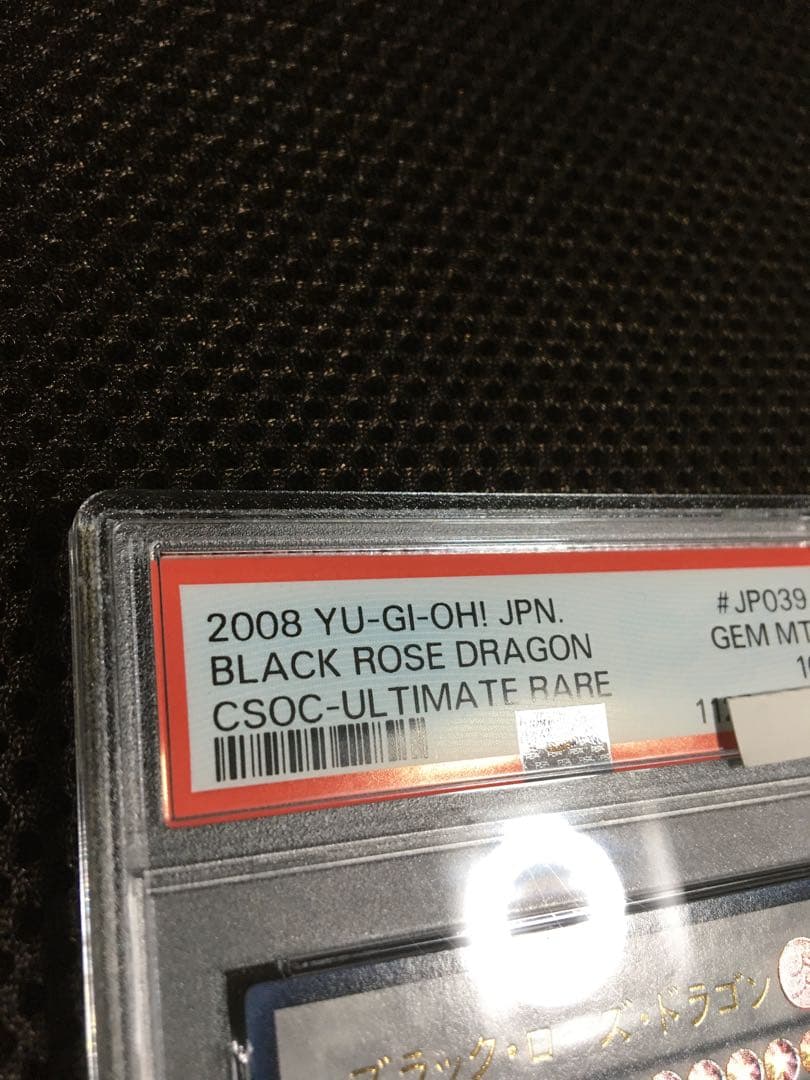 2008 YU-GI-OH! JPN. #JP039
BLACK ROSE DRAGON GEM MT
CSOC-ULTIMATE RARE
ブラック・ローズ・ドラゴン